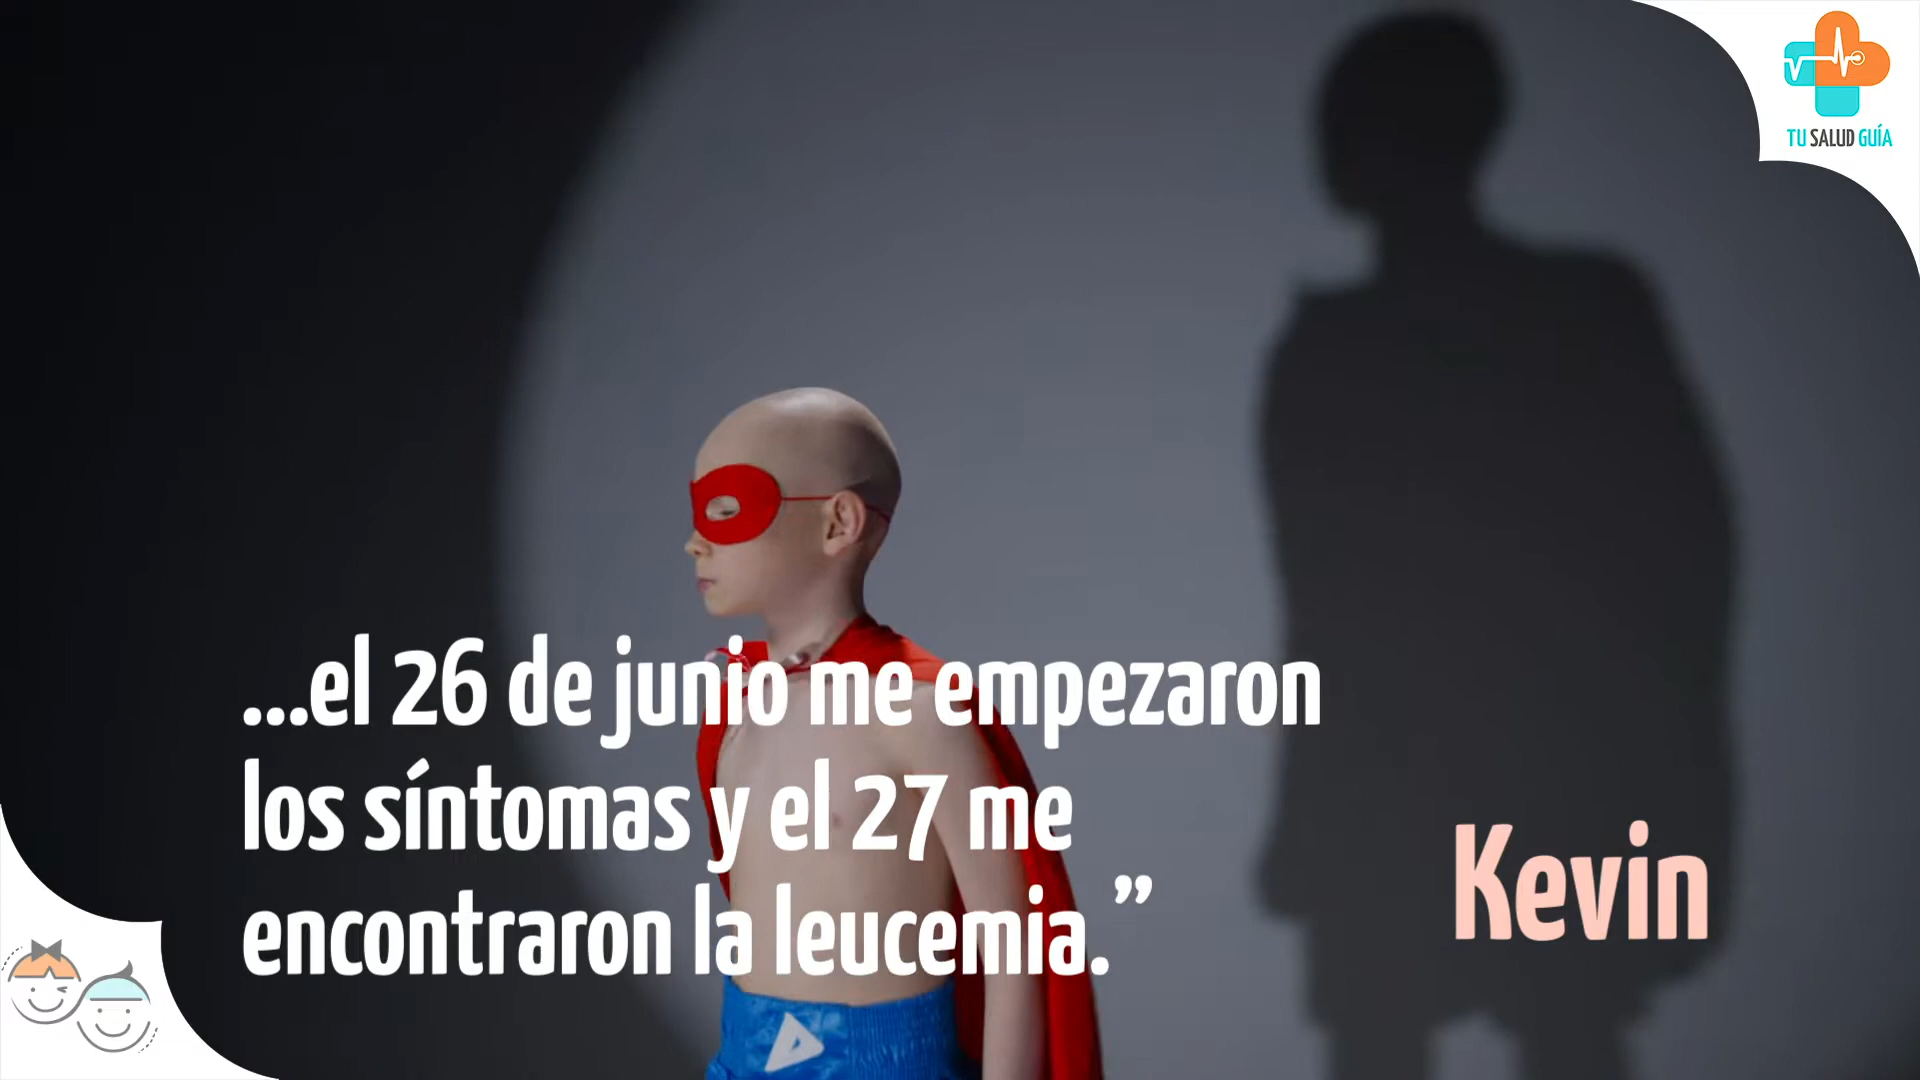 TU SALUD GUÍA
...el 26 de junio me empezaron
los síntomas y el 27 me
encontraron la leucemia.”
Kevin